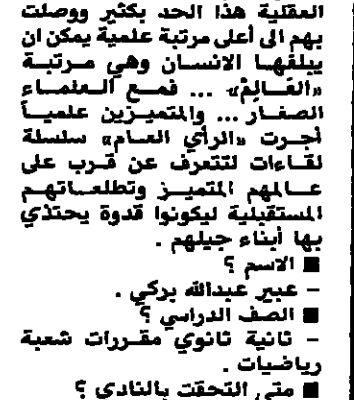 العقلية هذا الحد بكثير ووصلت
بهم الى أعلى مرتبة علمية يمكن ان
يبلغها الانسان وهي مرتبة
«العَالِمْ» ... فمع العلماء
الصغار ... والمتميزين علمياً
أجرت «الرأي العام» سلسلة
لقاءات لتتعرف عن قرب على
عالمهم المتميز وتطلعاتهم
المستقبلية ليكونوا قدوة يحتذي
بها أبناء جيلهم .
■ الاسم ؟
– عبير عبدالله بركي .
■ الصف الدراسي ؟
– ثانية ثانوي مقررات شعبة
رياضيات .
■ متى التحقت بالنادي ؟